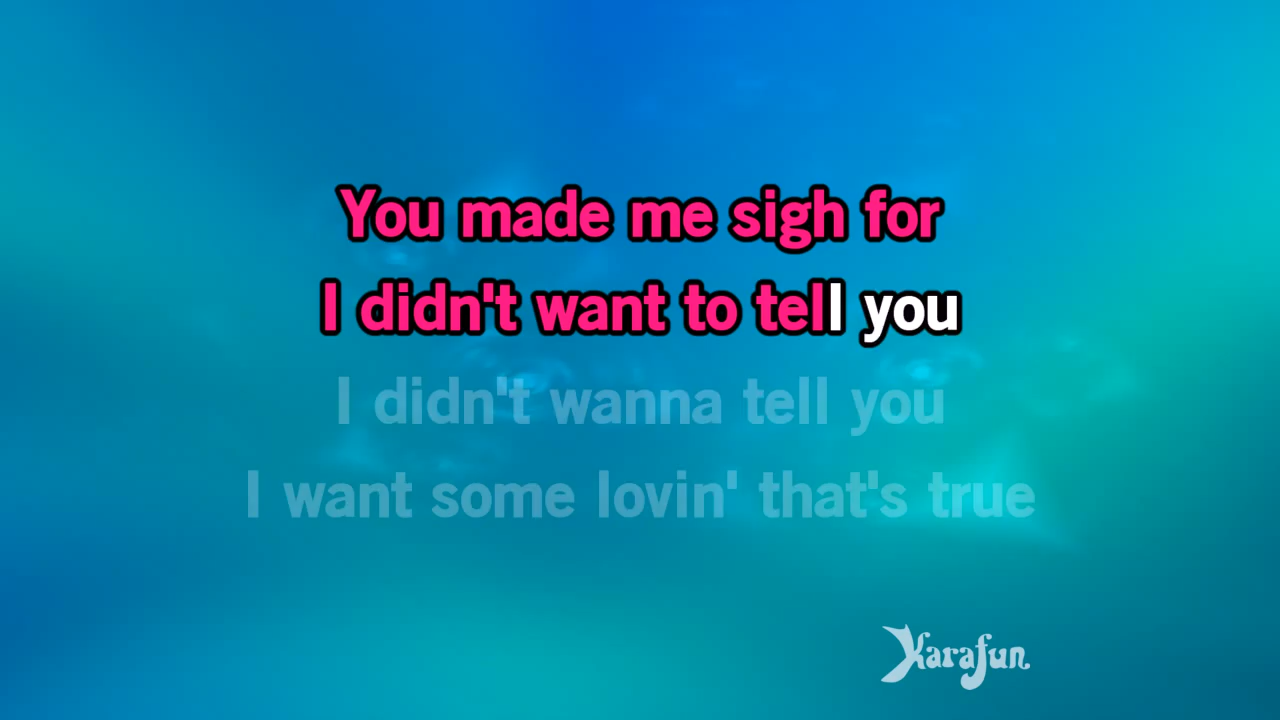 You made me sigh for
I didn't want to tell you
I didn't wanna tell you
I want some lovin' that's true
Karafun